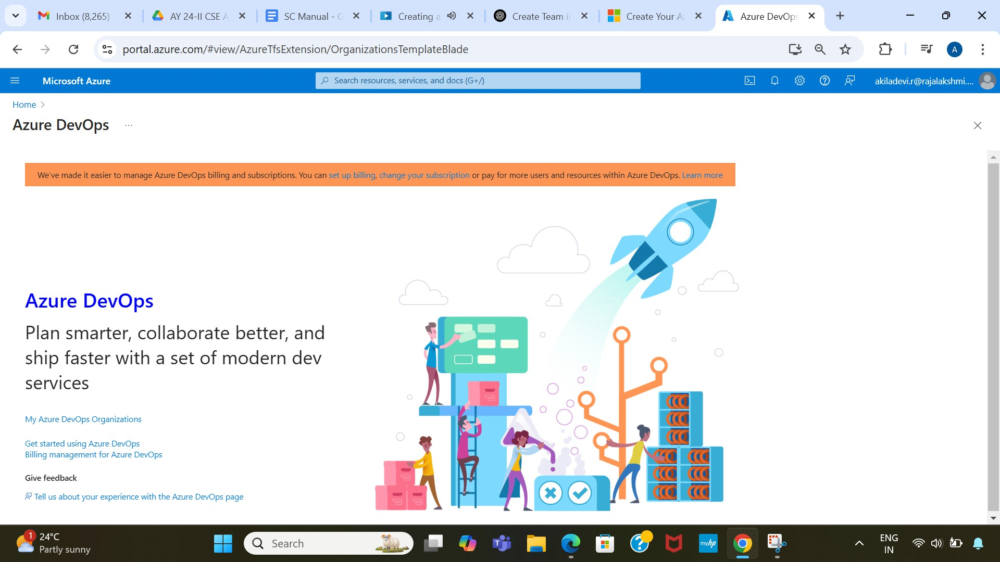 Inbox (8,265)
AY 24-II CSE A
SC Manual - G
Creating a
Create Team in
Create Your Az
Azure DevOps
portal.azure.com/#view/AzureTfsExtension/OrganizationsTemplateBlade
A
Microsoft Azure
Search resources, services, and docs (G+/)
akiladevi.r@rajalakshmi....
Home
Azure DevOps
...
We've made it easier to manage Azure DevOps billing and subscriptions. You can set up billing, change your subscription or pay for more users and resources within Azure DevOps. Learn more
Azure DevOps
Plan smarter, collaborate better, and
ship faster with a set of modern dev
services
My Azure DevOps Organizations
Get started using Azure DevOps
Billing management for Azure DevOps
Give feedback
Tell us about your experience with the Azure DevOps page
1
24°C
Partly sunny
Search
myhp
ENG
IN